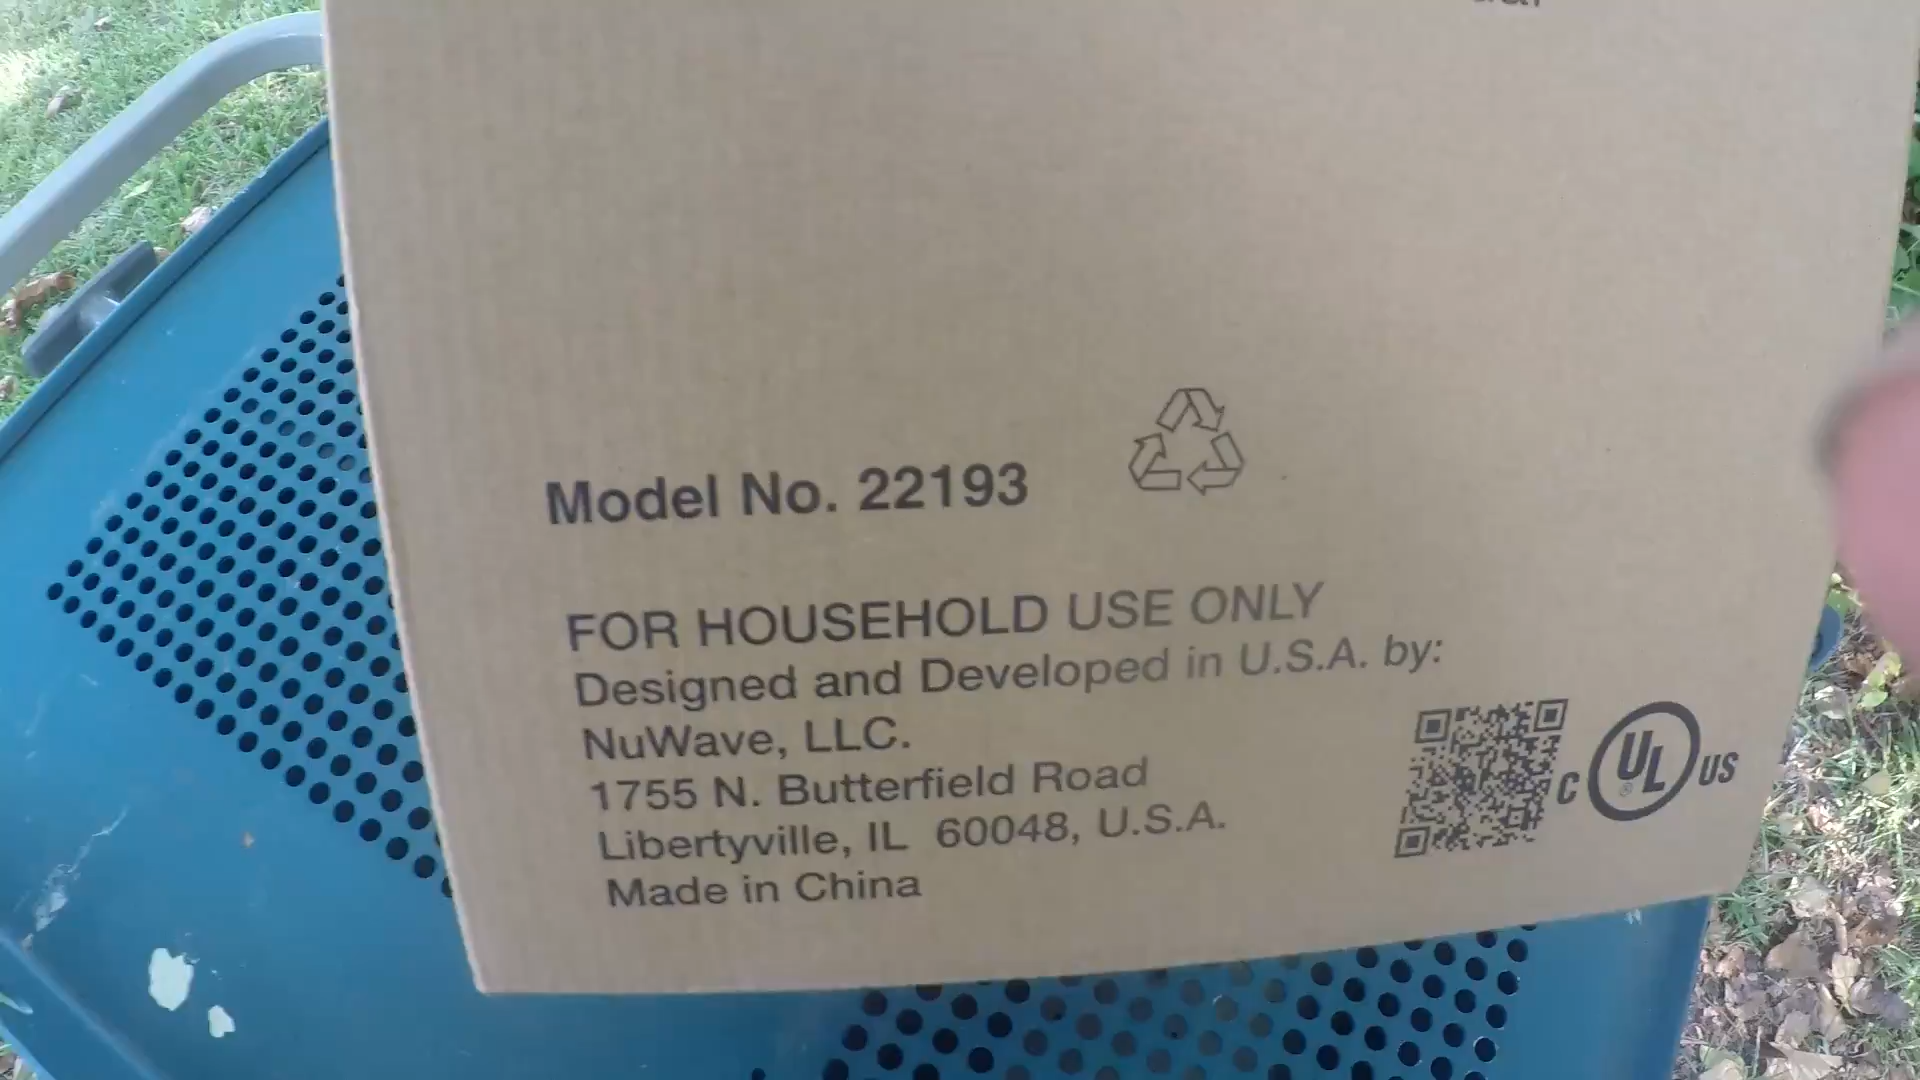 Model No. 22193
FOR HOUSEHOLD USE ONLY
Designed and Developed in U.S.A. by:
NuWave, LLC.
1755 N. Butterfield Road
Libertyville, IL 60048, U.S.A.
Made in China
C UL ® US